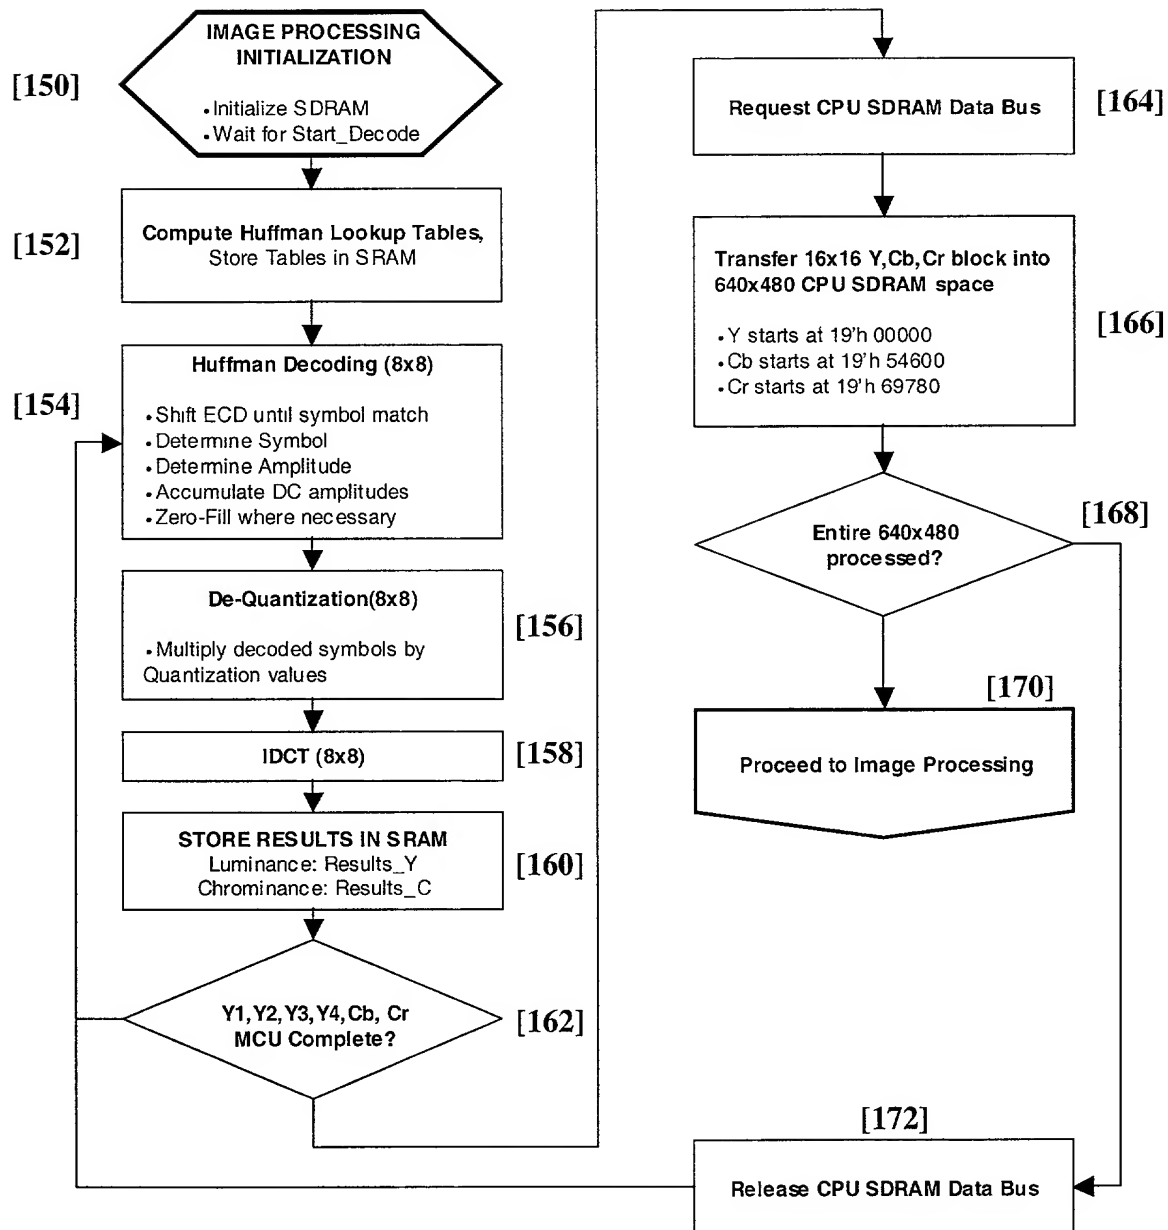 IMAGE PROCESSING
INITIALIZATION
• Initialize SDRAM
• Wait for Start_Decode
[150]
Compute Huffman Lookup Tables,
Store Tables in SRAM
[152]
Huffman Decoding (8x8)
• Shift ECD until symbol match
• Determine Symbol
• Determine Amplitude
• Accumulate DC amplitudes
• Zero-Fill where necessary
[154]
De-Quantization(8x8)
• Multiply decoded symbols by
Quantization values
[156]
IDCT (8x8)
[158]
STORE RESULTS IN SRAM
Luminance: Results_Y
Chrominance: Results_C
[160]
Y1,Y2,Y3,Y4,Cb, Cr
MCU Complete?
[162]
Request CPU SDRAM Data Bus
[164]
Transfer 16x16 Y,Cb,Cr block into
640x480 CPU SDRAM space
• Y starts at 19'h 00000
• Cb starts at 19'h 54600
• Cr starts at 19'h 69780
[166]
Entire 640x480
processed?
[168]
[170]
Proceed to Image Processing
[172]
Release CPU SDRAM Data Bus